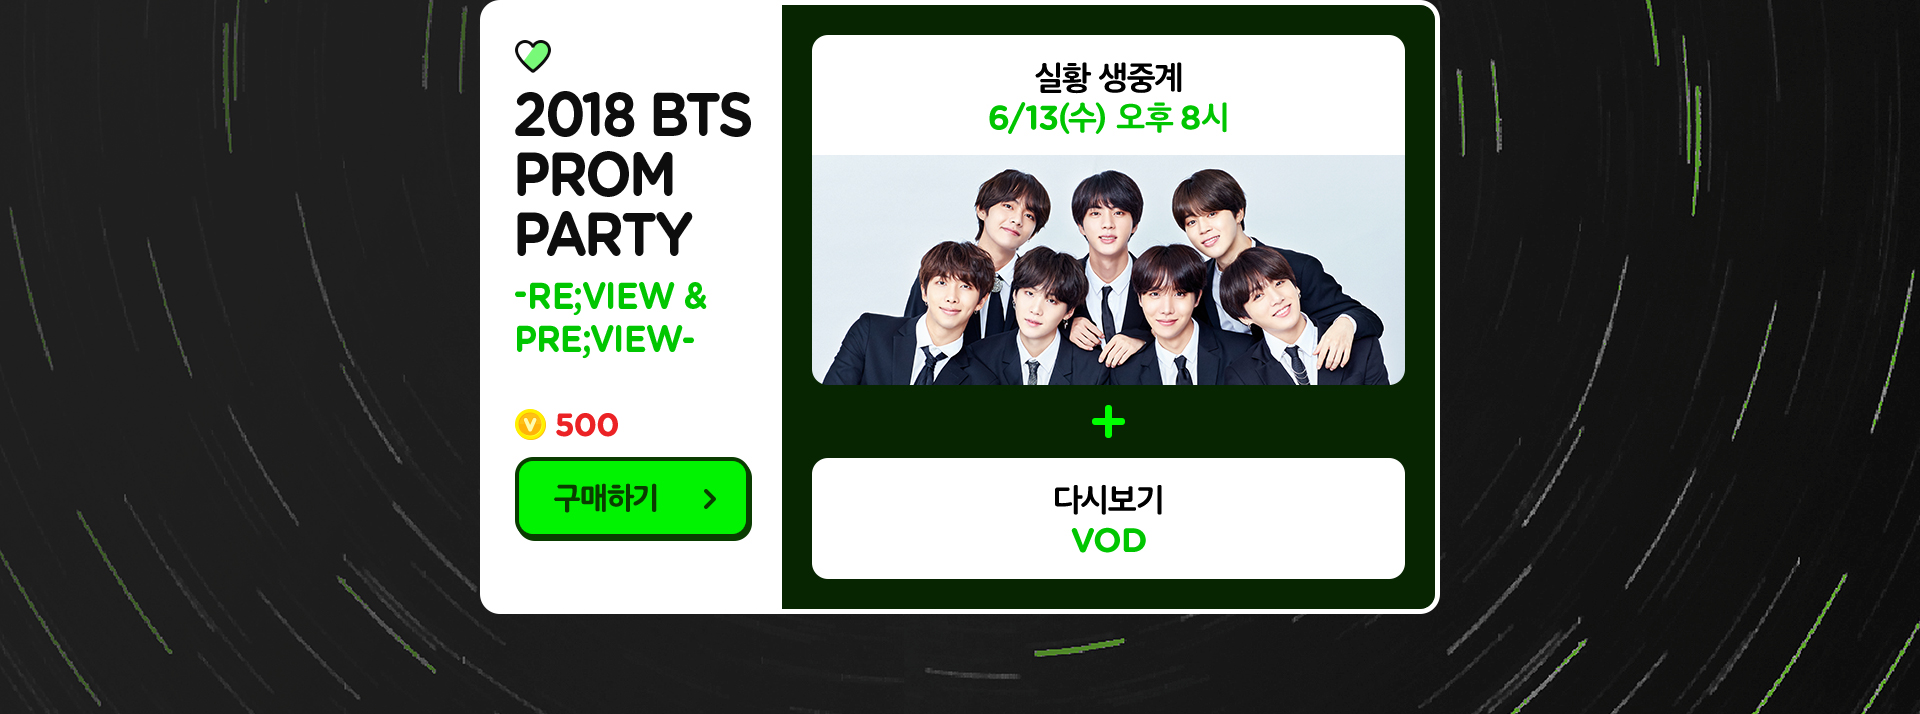 2018 BTS
PROM
PARTY
-RE;VIEW &
PRE;VIEW-
V 500
구매하기
실황 생중계
6/13(수) 오후 8시
다시보기
VOD